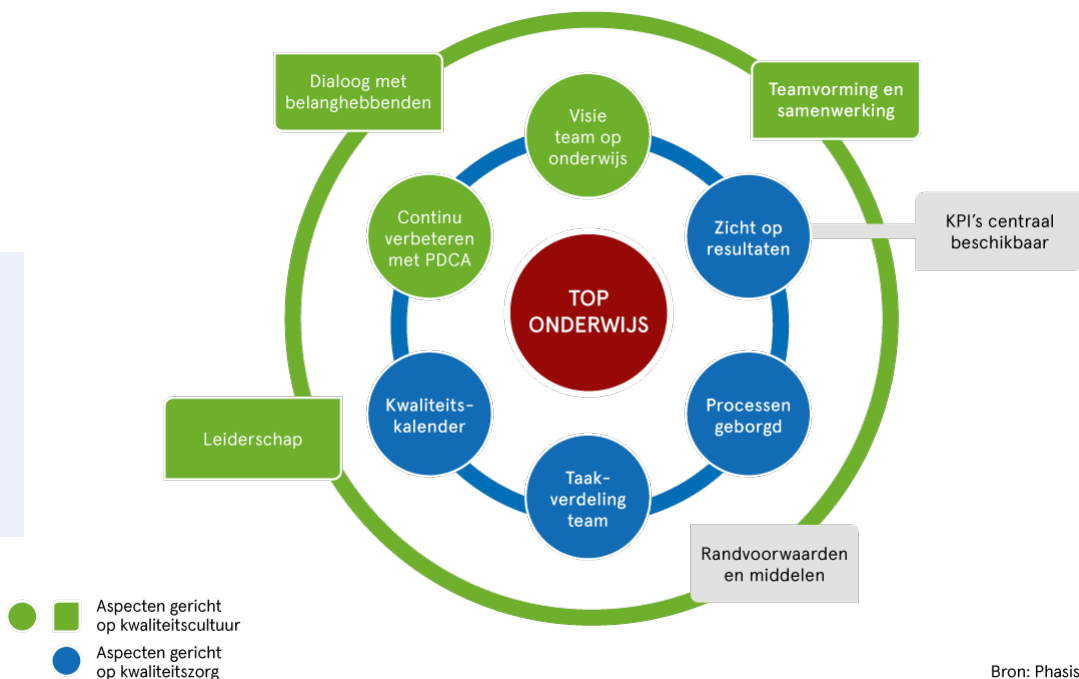 Dialoog met
belanghebbenden
Teamvorming en
samenwerking
Visie
team op
onderwijs
Continu
verbeteren
met PDCA
Zicht op
resultaten
KPI's centraal
beschikbaar
TOP
ONDERWIJS
Kwaliteits-
kalender
Processen
geborgd
Leiderschap
Taak-
verdeling
team
Randvoorwaarden
en middelen
Aspecten gericht
op kwaliteitscultuur
Aspecten gericht
op kwaliteitszorg
Bron: Phasis